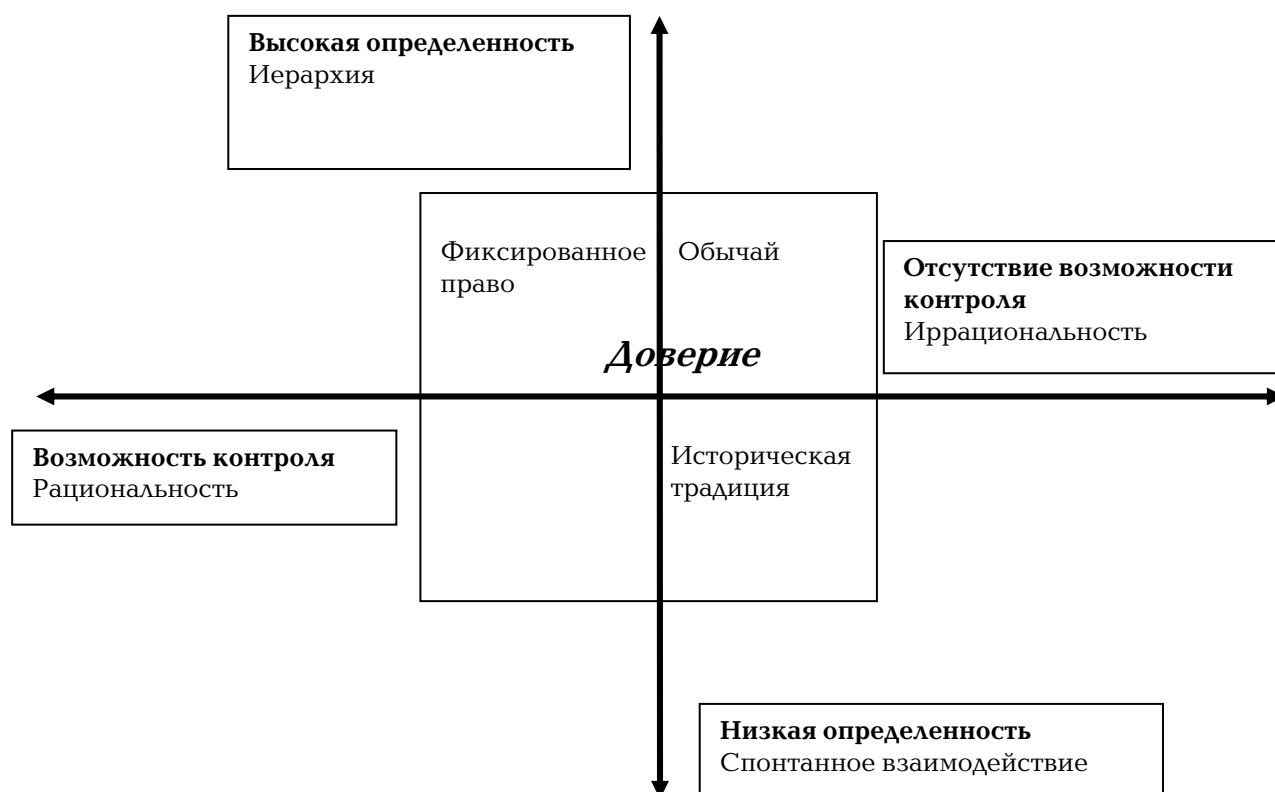 Высокая определенность
Иерархия
Фиксированное
право
Обычай
Отсутствие возможности
контроля
Иррациональность
Доверие
Возможность контроля
Рациональность
Историческая
традиция
Низкая определенность
Спонтанное взаимодействие